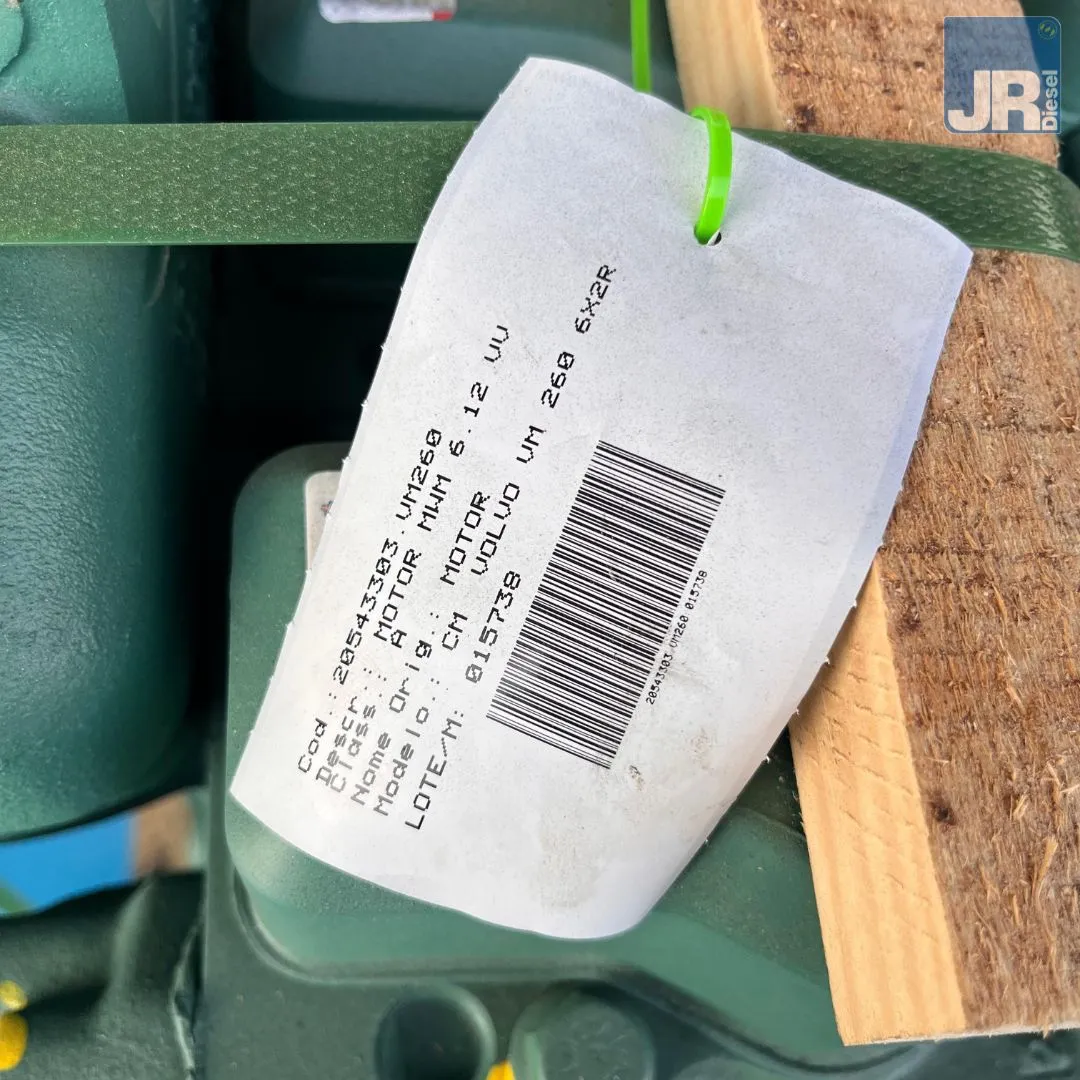 JR Diesel
Cod .: 20543303.VM260
Descr.: MOTOR MWM 6.12 VV
Class.: A
Nome Orig.: MOTOR
Modelo.: CM VOLVO VM 260 6X2R
LOTE/M: 015738
20543303.VM260 015738